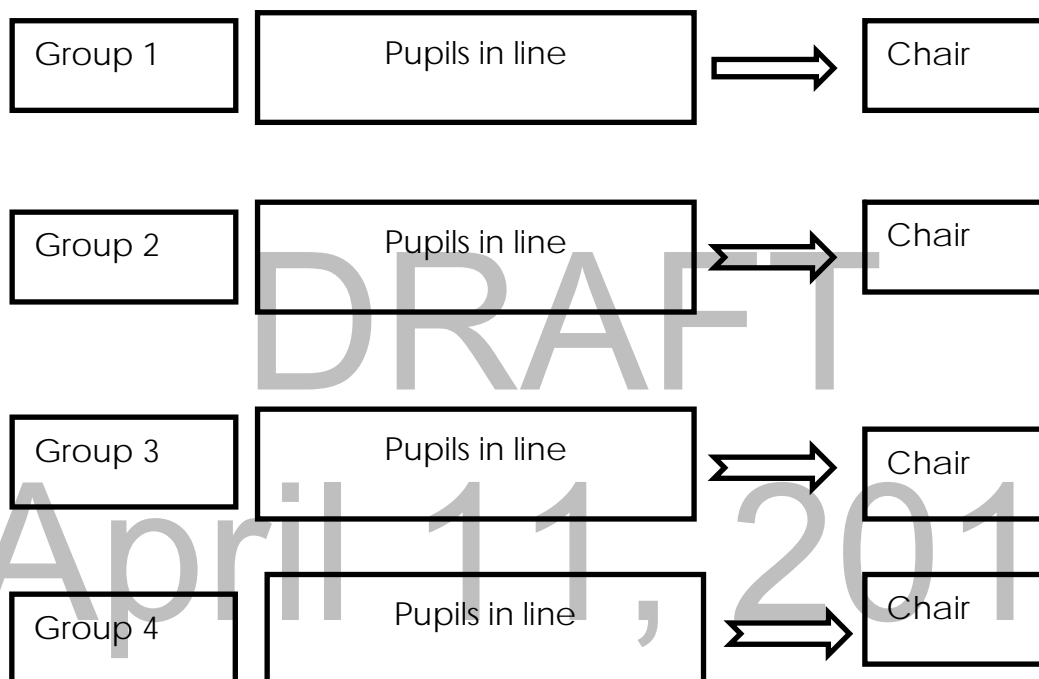 Group 1 Pupils in line Chair
Group 2 Pupils in line Chair
DRAFT
Group 3 Pupils in line Chair
April 11, 201
Group 4 Pupils in line Chair